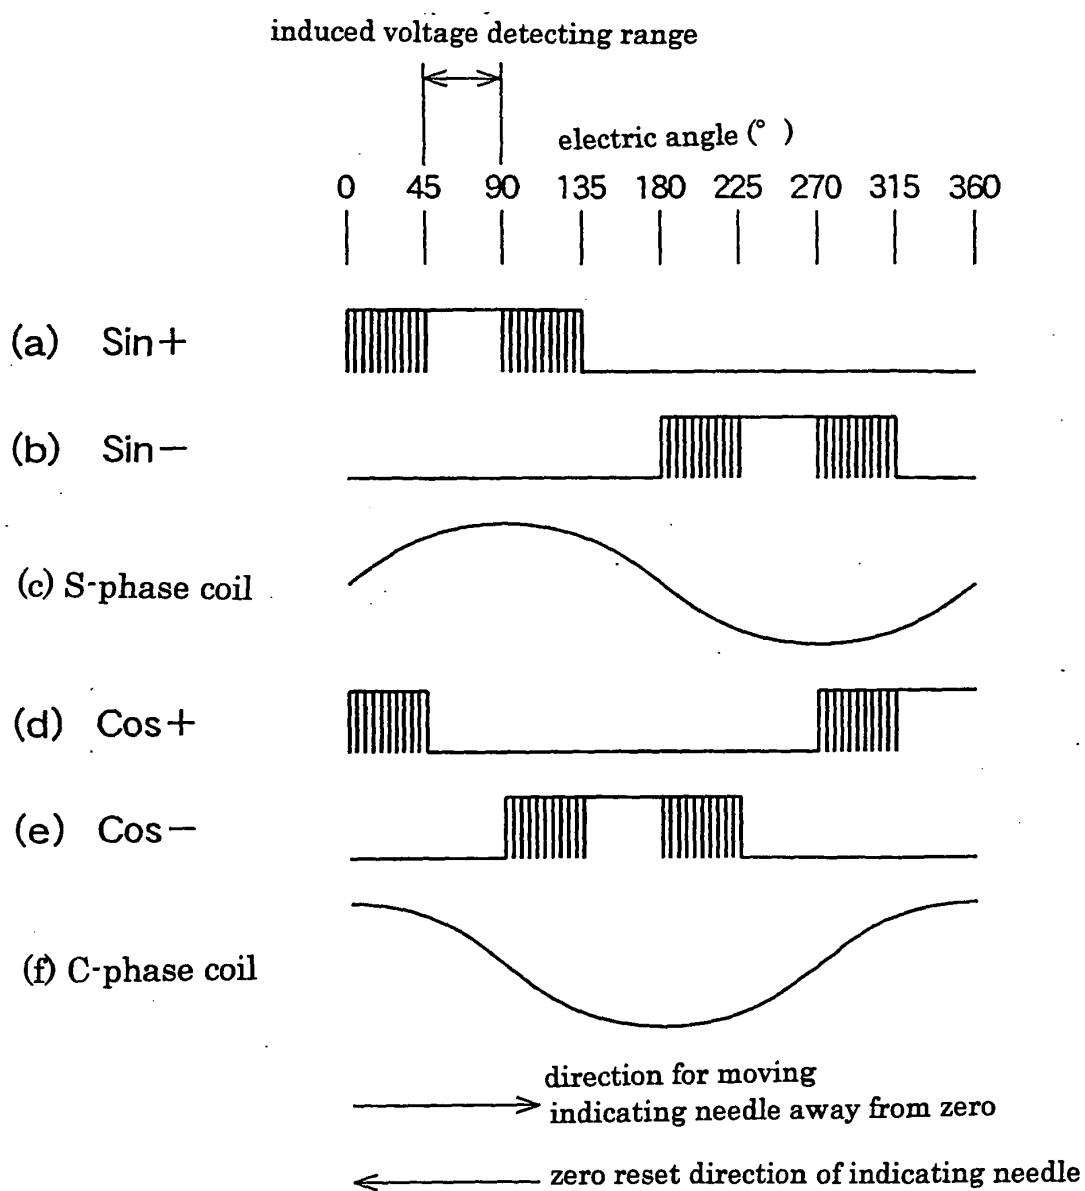 induced voltage detecting range
electric angle (° )
0 45 90 135 180 225 270 315 360
(a) Sin+
(b) Sin−
(c) S-phase coil
(d) Cos+
(e) Cos−
(f) C-phase coil
direction for moving
indicating needle away from zero
zero reset direction of indicating needle